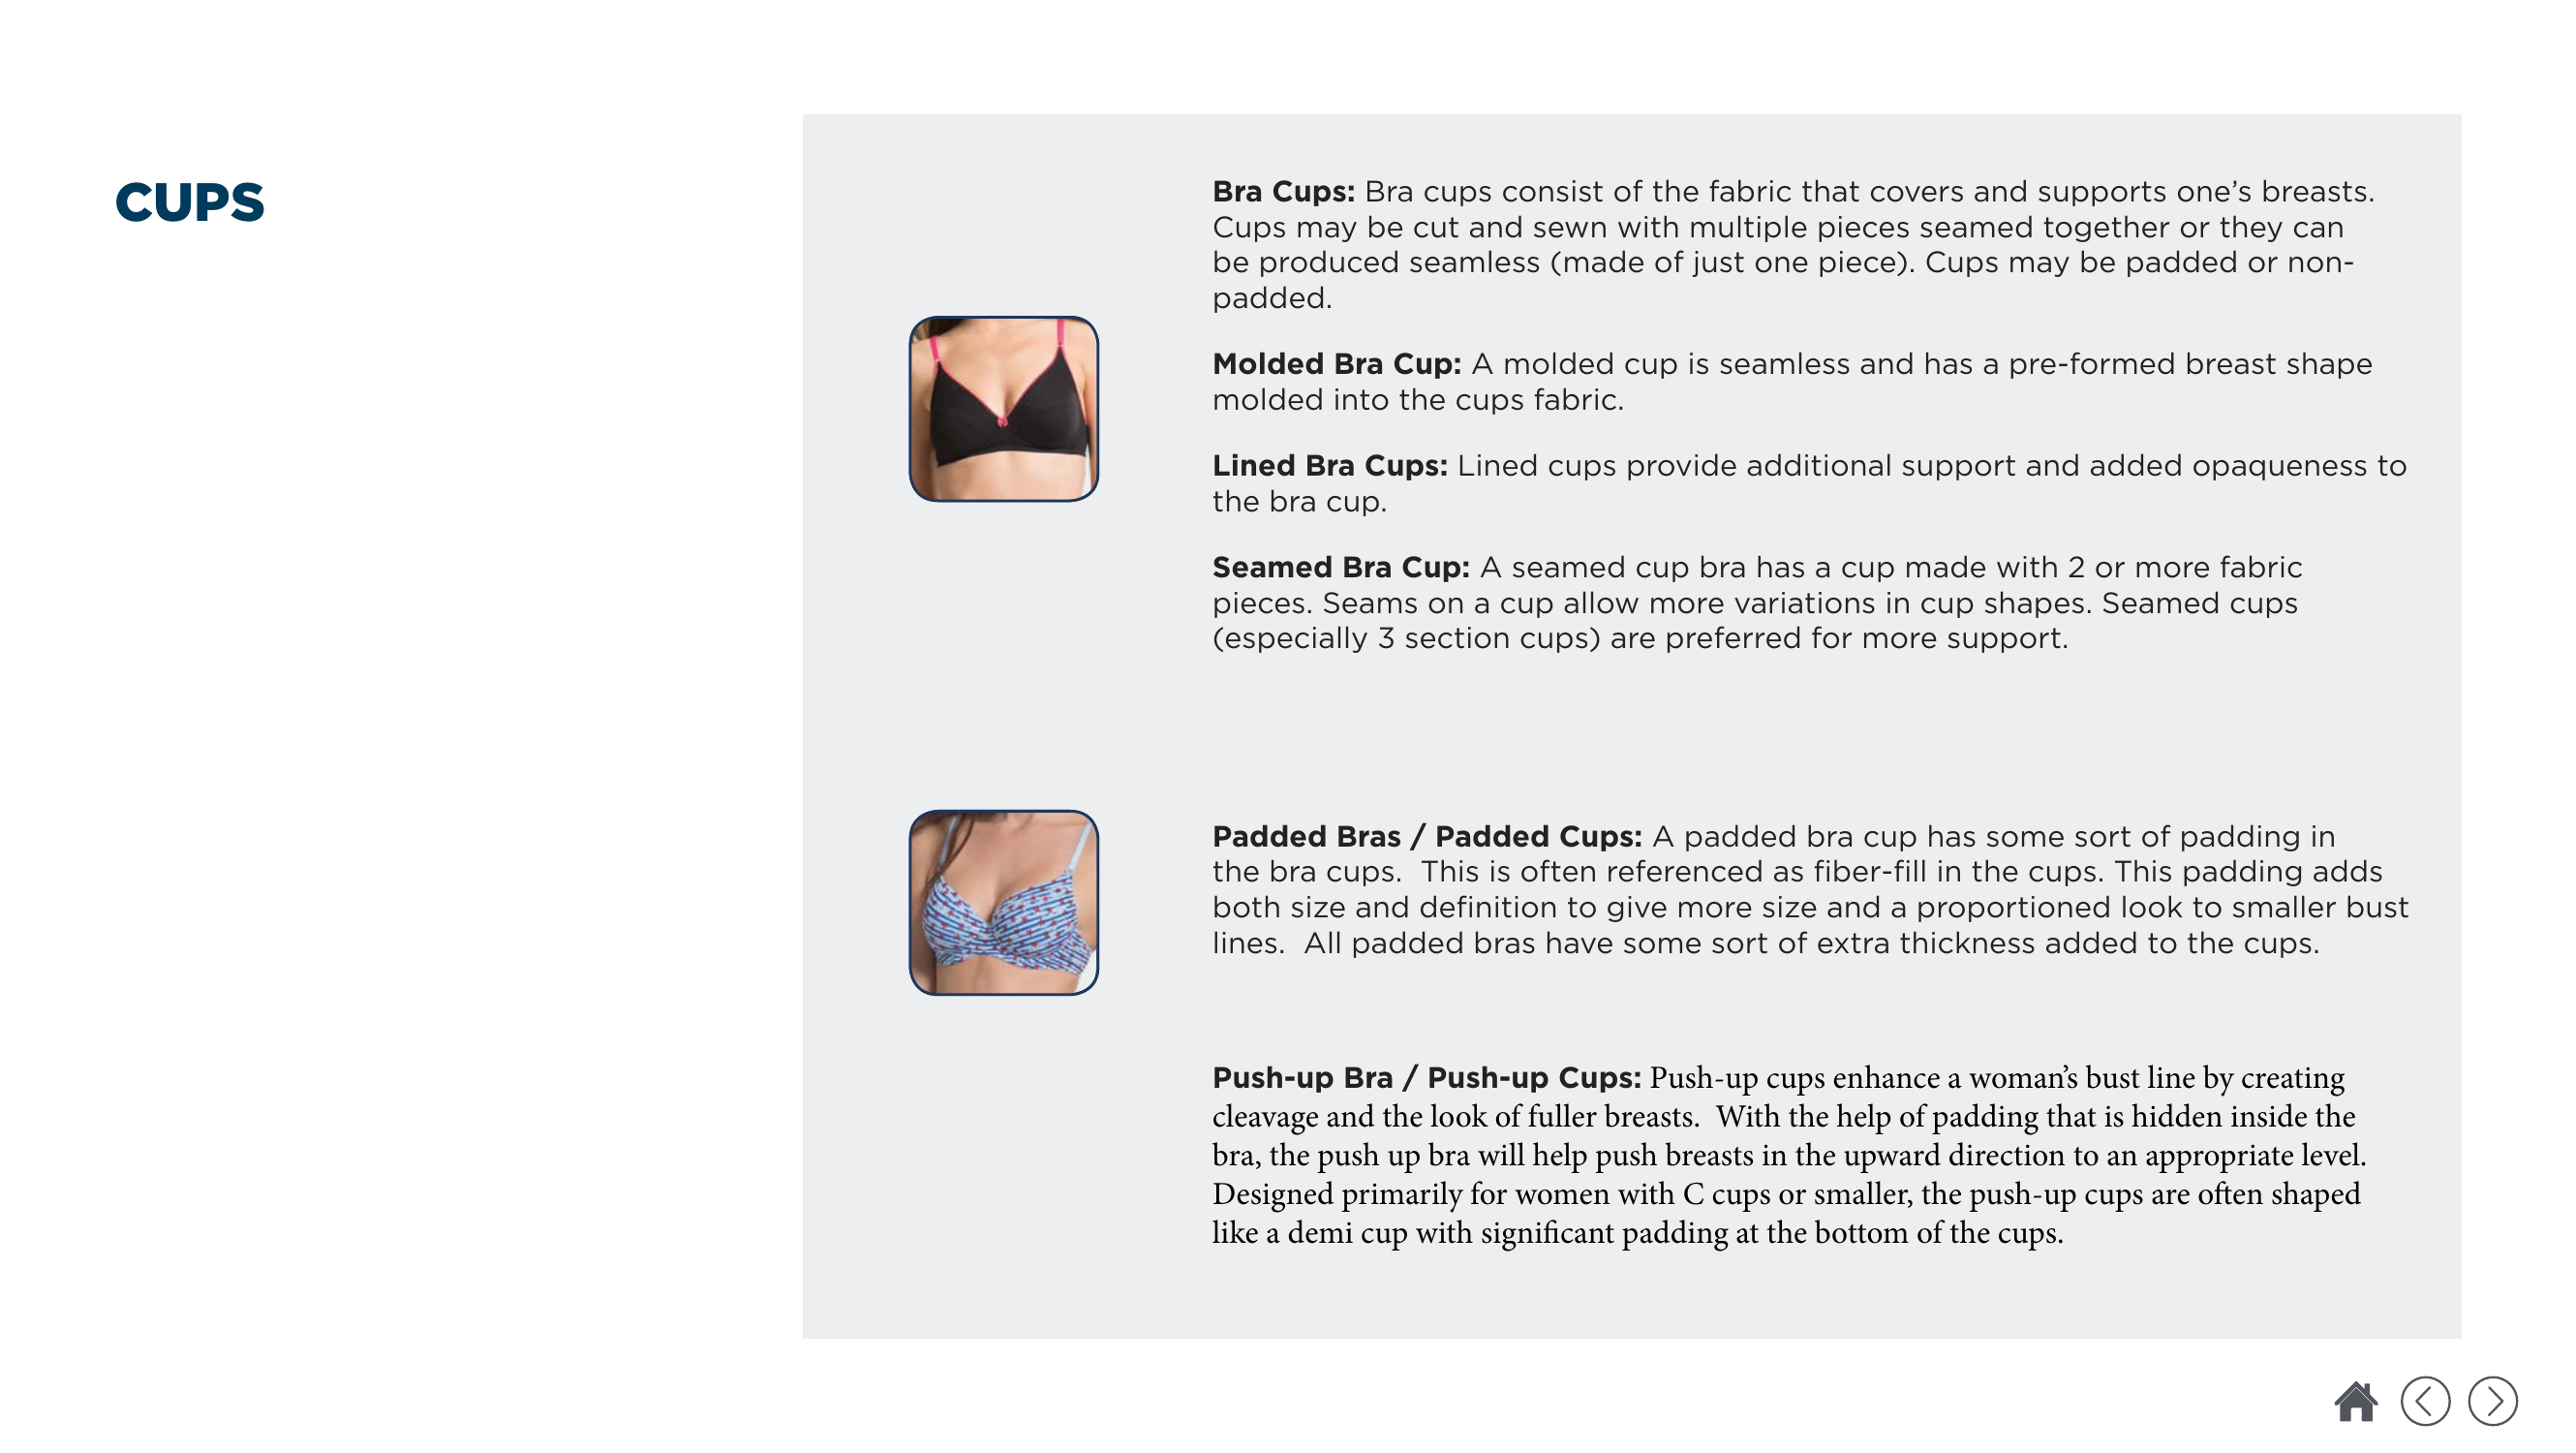 CUPS
Bra Cups: Bra cups consist of the fabric that covers and supports one’s breasts.
Cups may be cut and sewn with multiple pieces seamed together or they can
be produced seamless (made of just one piece). Cups may be padded or non-
padded.
Molded Bra Cup: A molded cup is seamless and has a pre-formed breast shape
molded into the cups fabric.
Lined Bra Cups: Lined cups provide additional support and added opaqueness to
the bra cup.
Seamed Bra Cup: A seamed cup bra has a cup made with 2 or more fabric
pieces. Seams on a cup allow more variations in cup shapes. Seamed cups
(especially 3 section cups) are preferred for more support.
Padded Bras / Padded Cups: A padded bra cup has some sort of padding in
the bra cups.  This is often referenced as fiber-fill in the cups. This padding adds
both size and definition to give more size and a proportioned look to smaller bust
lines.  All padded bras have some sort of extra thickness added to the cups.
Push-up Bra / Push-up Cups: Push-up cups enhance a woman’s bust line by creating
cleavage and the look of fuller breasts.  With the help of padding that is hidden inside the
bra, the push up bra will help push breasts in the upward direction to an appropriate level.
Designed primarily for women with C cups or smaller, the push-up cups are often shaped
like a demi cup with significant padding at the bottom of the cups.